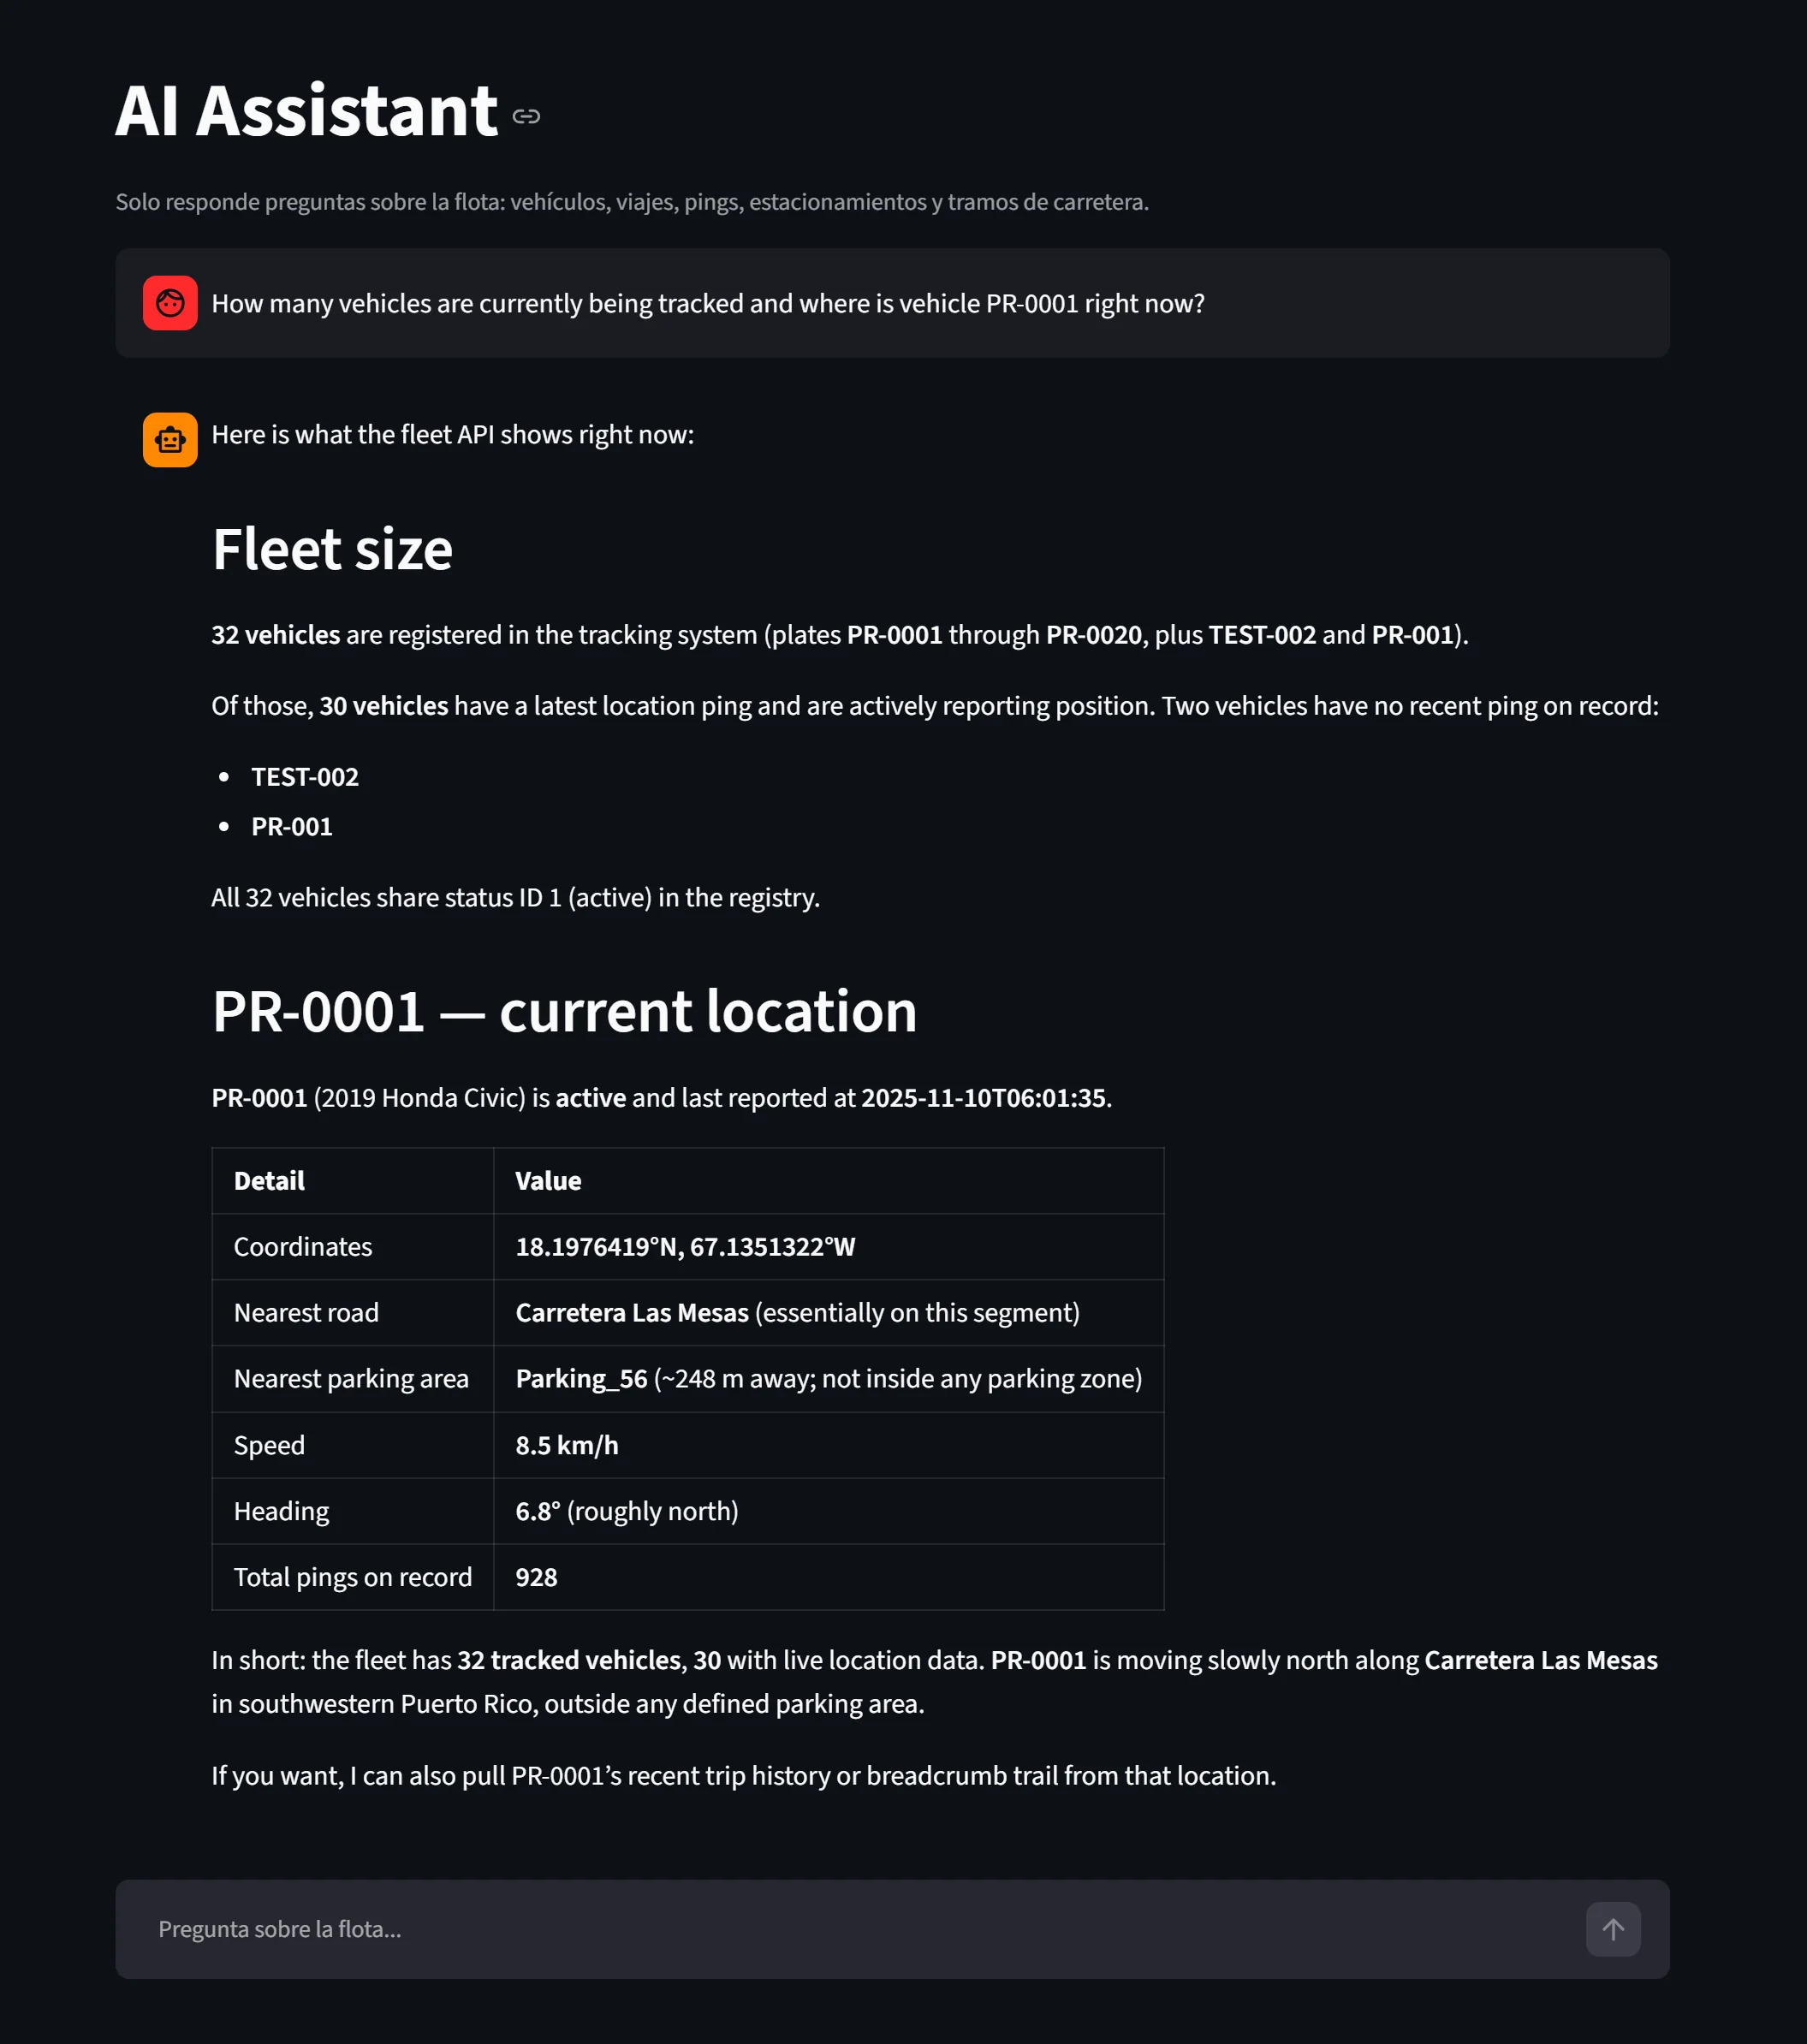 AI Assistant
Solo responde preguntas sobre la flota: vehículos, viajes, pings, estacionamientos y tramos de carretera.
How many vehicles are currently being tracked and where is vehicle PR-0001 right now?
Here is what the fleet API shows right now:
Fleet size
32 vehicles are registered in the tracking system (plates PR-0001 through PR-0020, plus TEST-002 and PR-001).
Of those, 30 vehicles have a latest location ping and are actively reporting position. Two vehicles have no recent ping on record:
• TEST-002
• PR-001
All 32 vehicles share status ID 1 (active) in the registry.
PR-0001 — current location
PR-0001 (2019 Honda Civic) is active and last reported at 2025-11-10T06:01:35.
Detail Value
Coordinates 18.1976419°N, 67.1351322°W
Nearest road Carretera Las Mesas (essentially on this segment)
Nearest parking area Parking_56 (~248 m away; not inside any parking zone)
Speed 8.5 km/h
Heading 6.8° (roughly north)
Total pings on record 928
In short: the fleet has 32 tracked vehicles, 30 with live location data. PR-0001 is moving slowly north along Carretera Las Mesas
in southwestern Puerto Rico, outside any defined parking area.
If you want, I can also pull PR-0001’s recent trip history or breadcrumb trail from that location.
Pregunta sobre la flota...